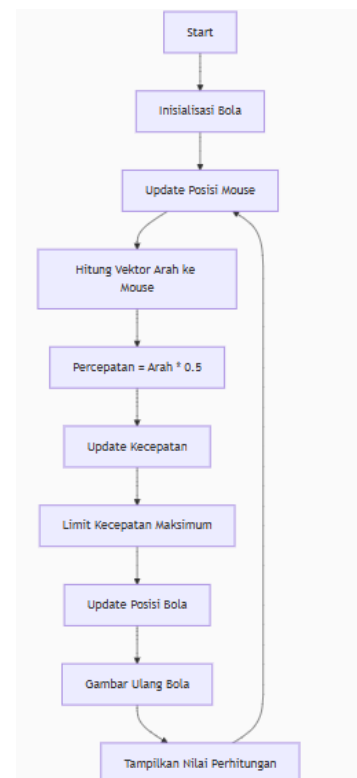 Start
Inisialisasi Bola
Update Posisi Mouse
Hitung Vektor Arah ke
Mouse
Percepatan = Arah * 0.5
Update Kecepatan
Limit Kecepatan Maksimum
Update Posisi Bola
Gambar Ulang Bola
Tampilkan Nilai Perhitungan